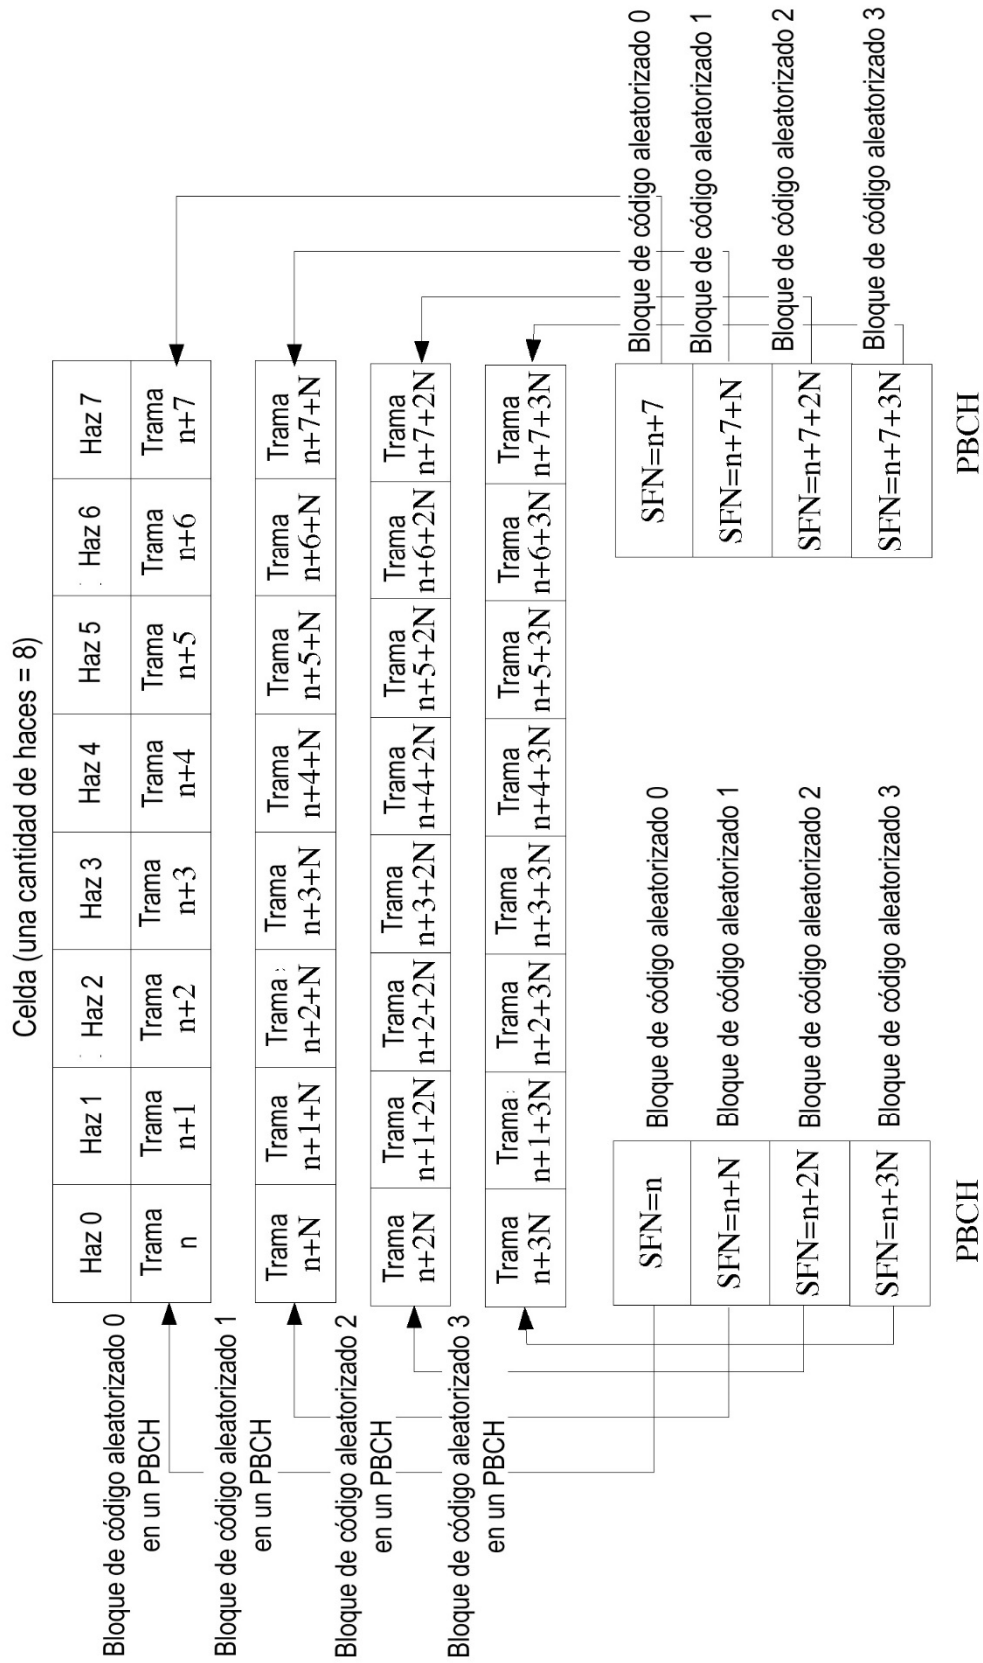 Celda (una cantidad de haces = 8)
Haz 0
Haz 1
Haz 2
Haz 3
Haz 4
Haz 5
Haz 6
Haz 7
Bloque de código aleatorizado 0
en un PBCH
Trama
n
Trama
n+1
Trama
n+2
Trama
n+3
Trama
n+4
Trama
n+5
Trama
n+6
Trama
n+7
Bloque de código aleatorizado 1
en un PBCH
Trama
n+N
Trama
n+1+N
Trama
n+2+N
Trama
n+3+N
Trama
n+4+N
Trama
n+5+N
Trama
n+6+N
Trama
n+7+N
Bloque de código aleatorizado 2
en un PBCH
Trama
n+2N
Trama
n+1+2N
Trama
n+2+2N
Trama
n+3+2N
Trama
n+4+2N
Trama
n+5+2N
Trama
n+6+2N
Trama
n+7+2N
Bloque de código aleatorizado 3
en un PBCH
Trama
n+3N
Trama
n+1+3N
Trama
n+2+3N
Trama
n+3+3N
Trama
n+4+3N
Trama
n+5+3N
Trama
n+6+3N
Trama
n+7+3N
SFN=n
Bloque de código aleatorizado 0
SFN=n+N
Bloque de código aleatorizado 1
SFN=n+2N
Bloque de código aleatorizado 2
SFN=n+3N
Bloque de código aleatorizado 3
PBCH
SFN=n+7
Bloque de código aleatorizado 0
SFN=n+7+N
Bloque de código aleatorizado 1
SFN=n+7+2N
Bloque de código aleatorizado 2
SFN=n+7+3N
Bloque de código aleatorizado 3
PBCH